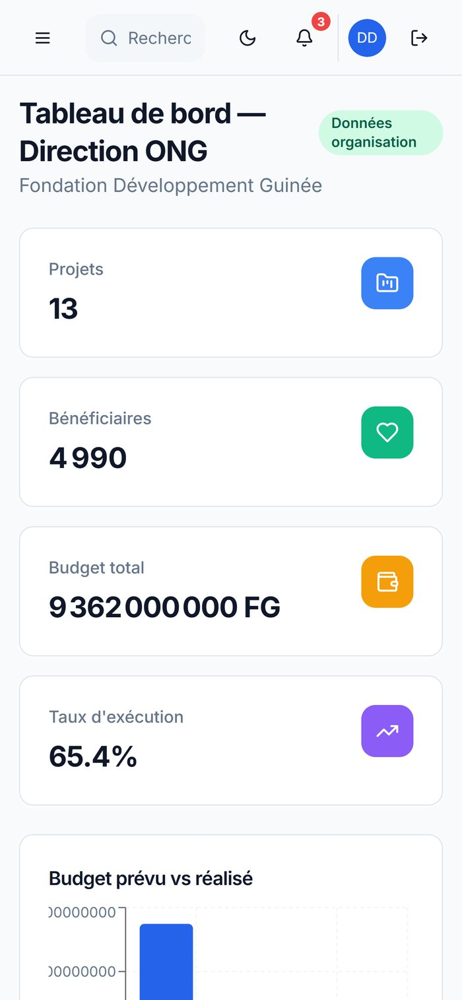 Recherc
3
DD
Tableau de bord —
Direction ONG
Données
organisation
Fondation Développement Guinée
Projets
13
Bénéficiaires
4 990
Budget total
9 362 000 000 FG
Taux d'exécution
65.4%
Budget prévu vs réalisé
00000000
00000000